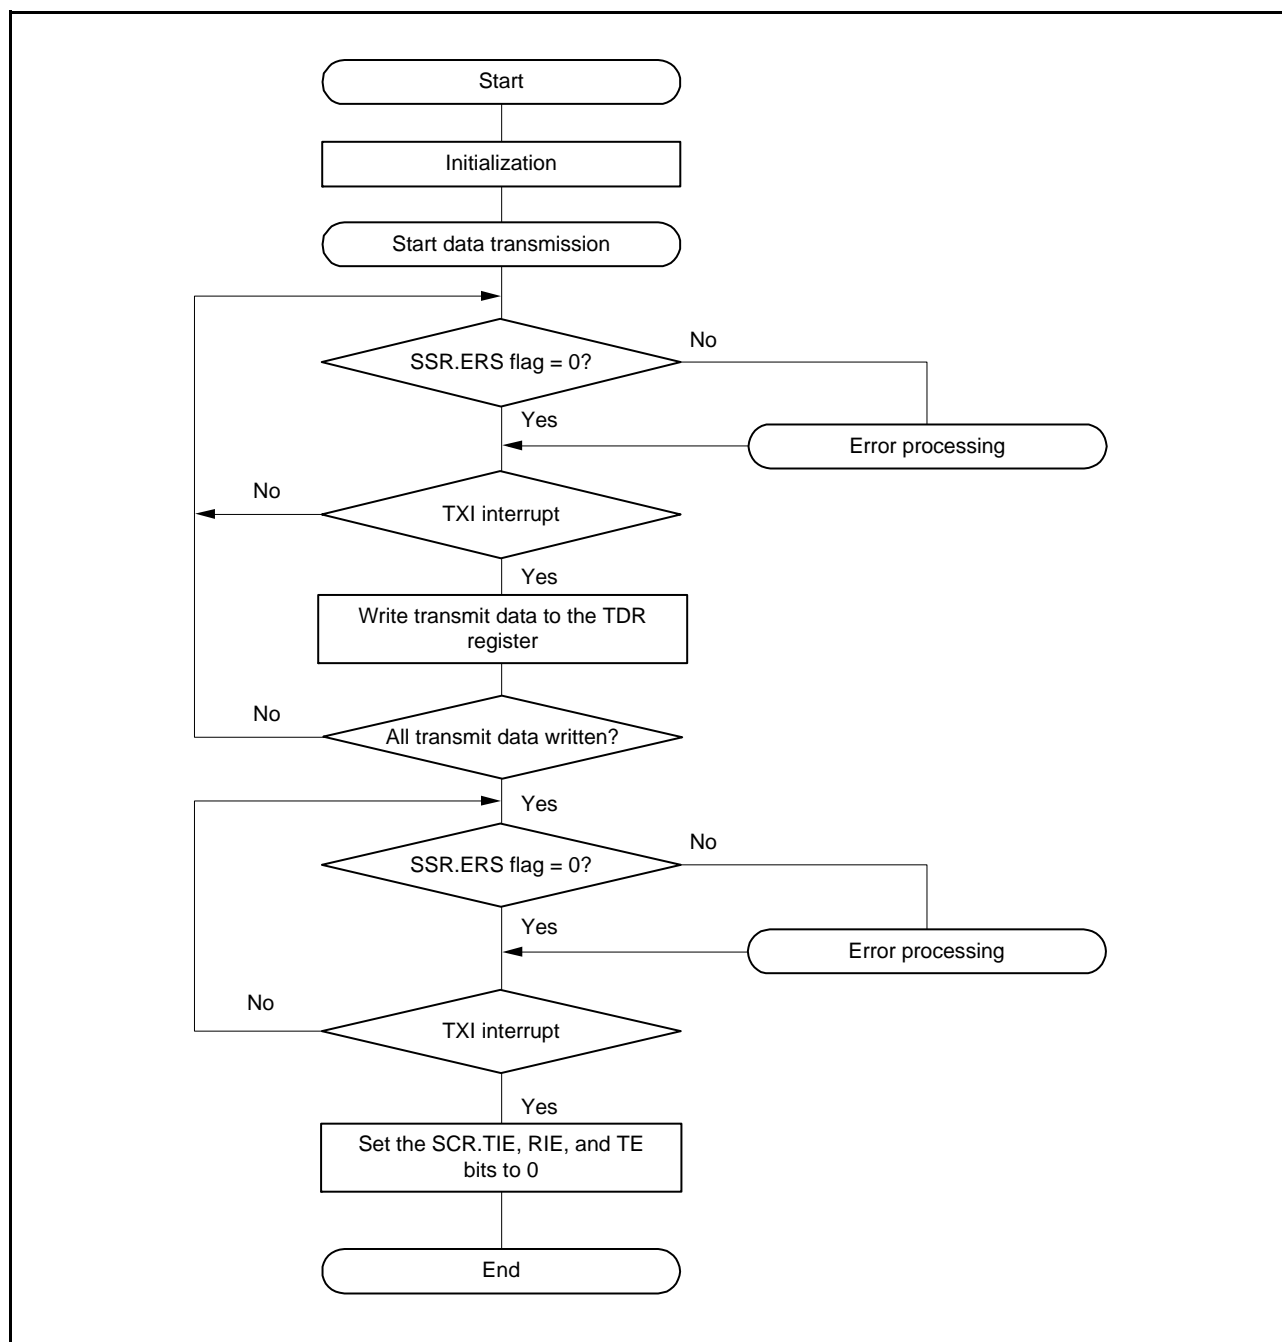 Start
Initialization
Start data transmission
SSR.ERS flag = 0?
No
Yes
Error processing
No
TXI interrupt
Yes
Write transmit data to the TDR
register
No
All transmit data written?
Yes
SSR.ERS flag = 0?
No
Yes
Error processing
No
TXI interrupt
Yes
Set the SCR.TIE, RIE, and TE
bits to 0
End